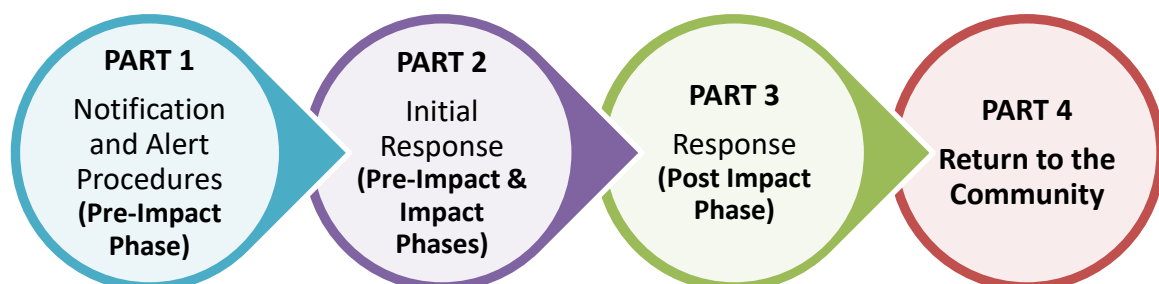 PART 1
Notification
and Alert
Procedures
(Pre-Impact
Phase)
PART 2
Initial
Response
(Pre-Impact &
Impact
Phases)
PART 3
Response
(Post Impact
Phase)
PART 4
Return to the
Community